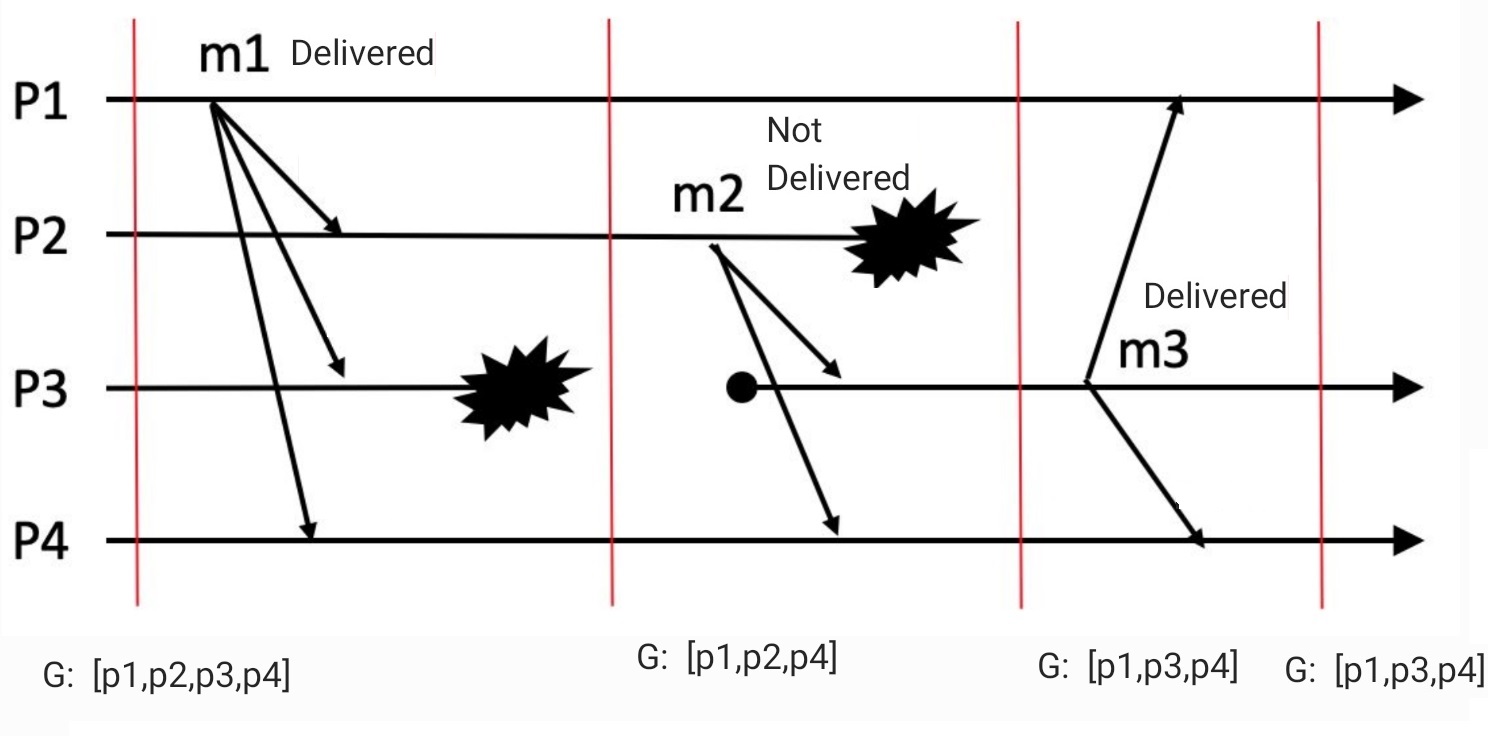 m1 Delivered
P1
Not
Delivered
m2
P2
Delivered
m3
P3
P4
G: [p1,p2,p3,p4]
G: [p1,p2,p4]
G: [p1,p3,p4]
G: [p1,p3,p4]